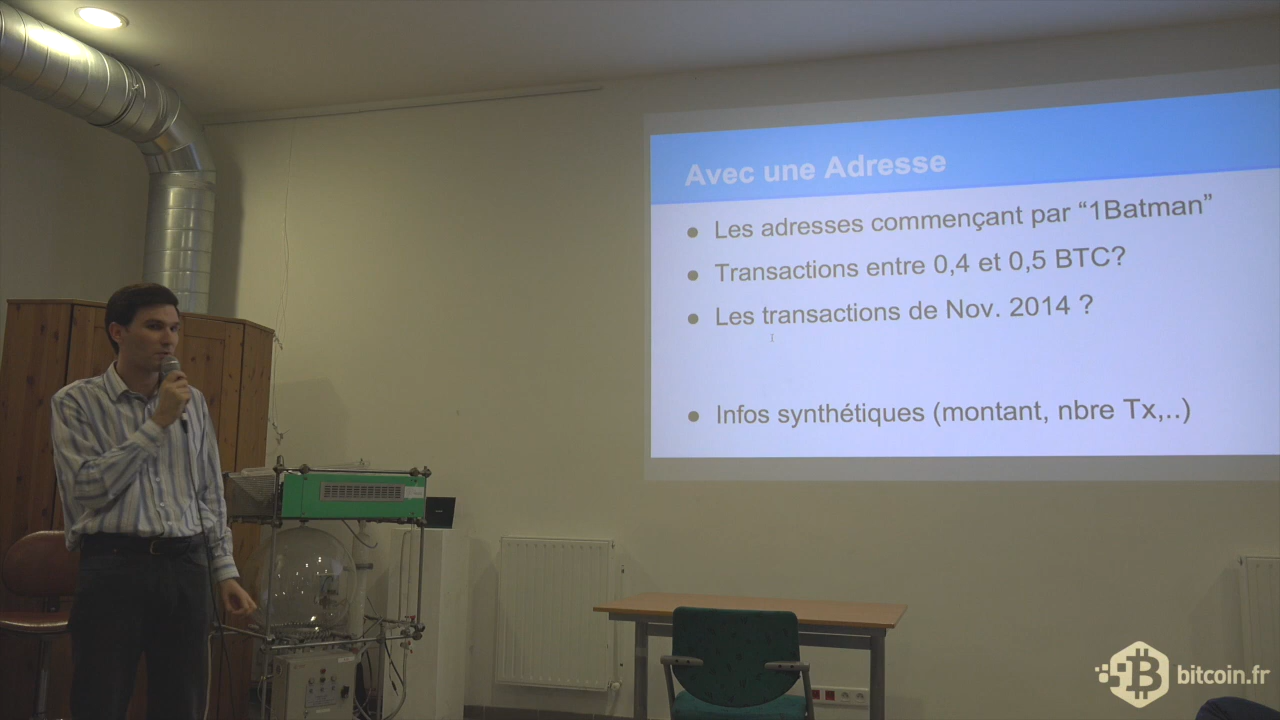 Avec une Adresse
● Les adresses commençant par “1Batman”
● Transactions entre 0,4 et 0,5 BTC?
● Les transactions de Nov. 2014 ?
● Infos synthétiques (montant, nbre Tx,..)
bitcoin.fr